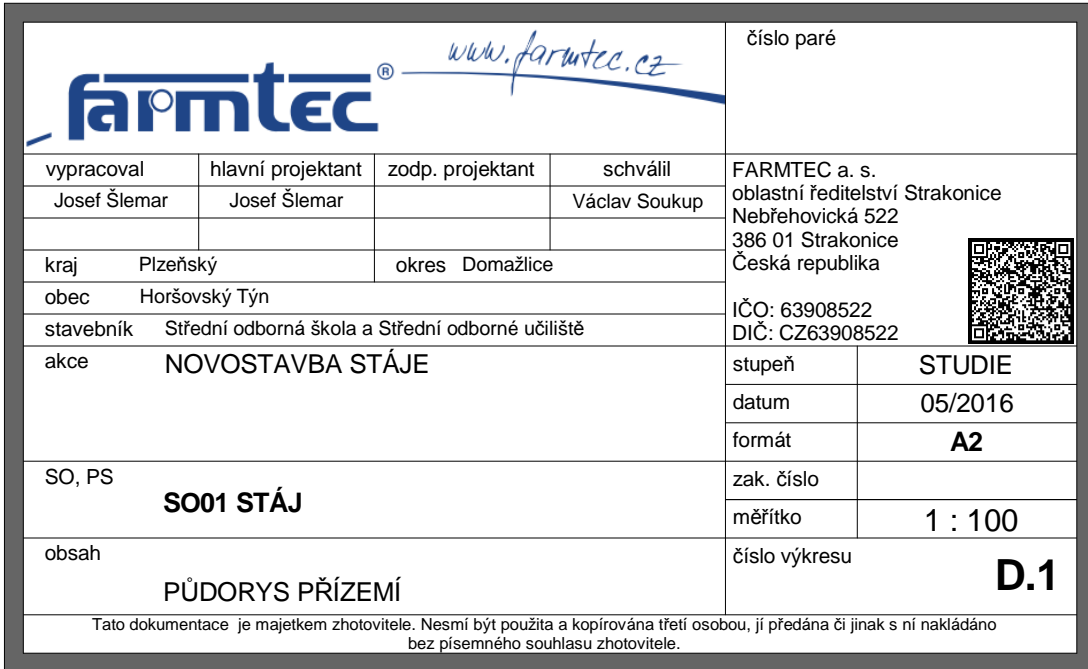 farmtec ®
www.farmtec.cz
číslo paré
vypracoval
hlavní projektant
zodp. projektant
schválil
Josef Šlemar
Josef Šlemar
Václav Soukup
kraj Plzeňský
okres Domažlice
obec Horšovský Týn
stavebník Střední odborná škola a Střední odborné učiliště
FARMTEC a. s.
oblastní ředitelství Strakonice
Nebřehovická 522
386 01 Strakonice
Česká republika
IČO: 63908522
DIČ: CZ63908522
akce NOVOSTAVBA STÁJE
stupeň STUDIE
datum 05/2016
formát A2
SO, PS
SO01 STÁJ
zak. číslo
měřítko 1 : 100
obsah
PŮDORYS PŘÍZEMÍ
číslo výkresu
D.1
Tato dokumentace je majetkem zhotovitele. Nesmí být použita a kopírována třetí osobou, jí předána či jinak s ní nakládáno
bez písemného souhlasu zhotovitele.